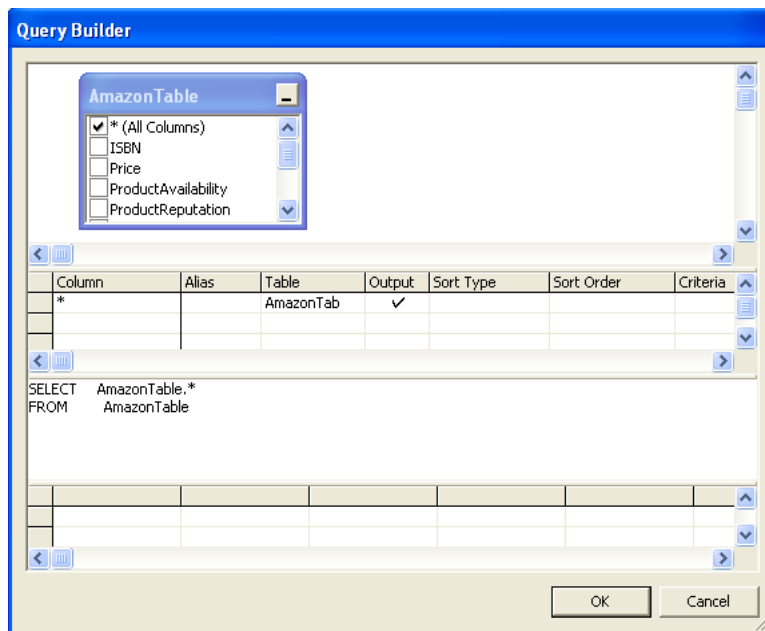 Query Builder
AmazonTable
* (All Columns)
ISBN
Price
ProductAvailability
ProductReputation
Column Alias Table Output Sort Type Sort Order Criteria
* AmazonTab
SELECT AmazonTable.*
FROM AmazonTable
OK Cancel